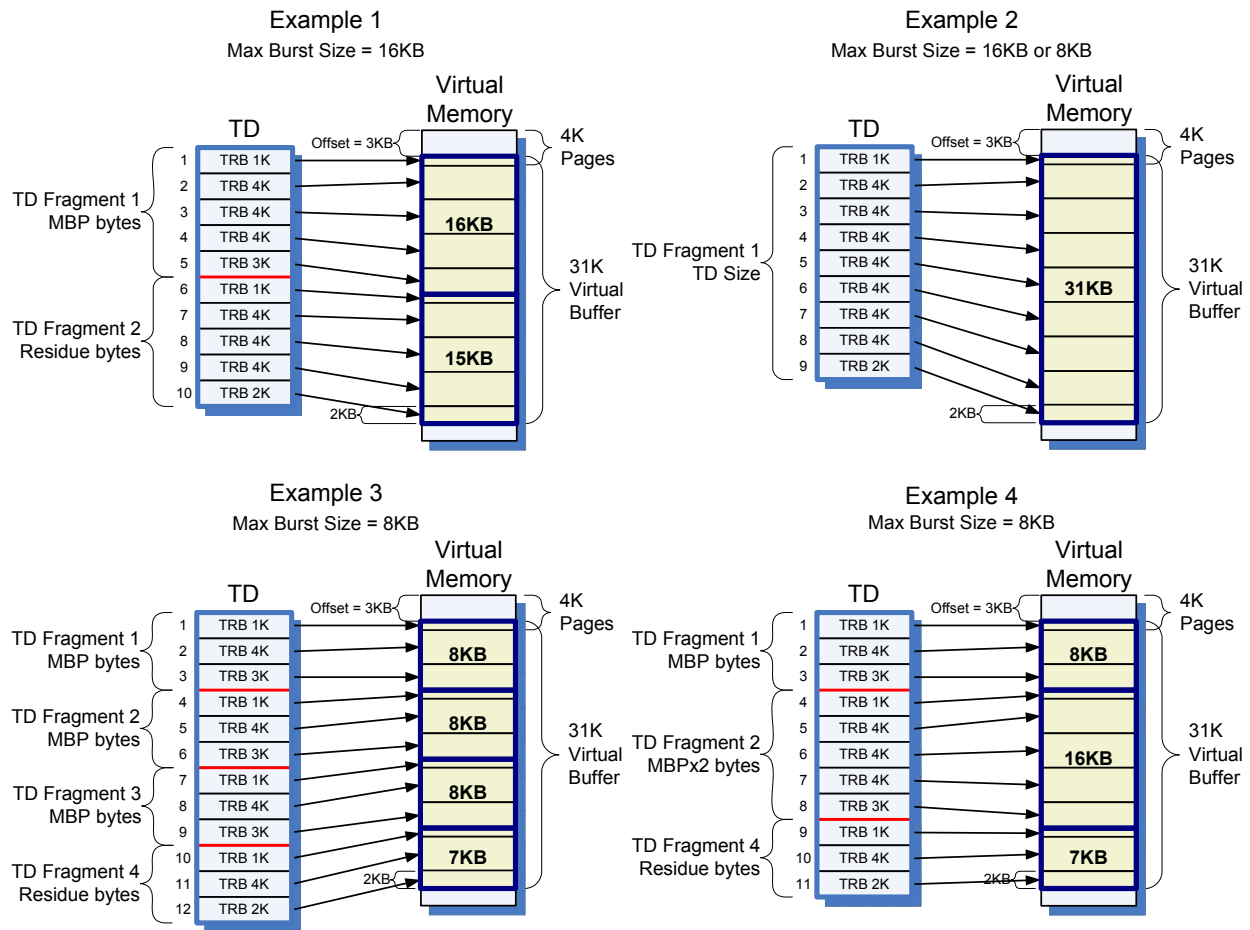 Example 1
Max Burst Size = 16KB
Virtual
Memory
TD
Offset = 3KB
4K
Pages
TD Fragment 1
MBP bytes
TD Fragment 2
Residue bytes
1 TRB 1K
2 TRB 4K
3 TRB 4K
4 TRB 4K
5 TRB 3K
6 TRB 1K
7 TRB 4K
8 TRB 4K
9 TRB 4K
10 TRB 2K
16KB
15KB
2KB
31K
Virtual
Buffer
Example 2
Max Burst Size = 16KB or 8KB
Virtual
Memory
TD
Offset = 3KB
4K
Pages
TD Fragment 1
TD Size
1 TRB 1K
2 TRB 4K
3 TRB 4K
4 TRB 4K
5 TRB 4K
6 TRB 4K
7 TRB 4K
8 TRB 4K
9 TRB 2K
31KB
2KB
31K
Virtual
Buffer
Example 3
Max Burst Size = 8KB
Virtual
Memory
TD
Offset = 3KB
4K
Pages
TD Fragment 1
MBP bytes
TD Fragment 2
MBP bytes
TD Fragment 3
MBP bytes
TD Fragment 4
Residue bytes
1 TRB 1K
2 TRB 4K
3 TRB 3K
4 TRB 1K
5 TRB 4K
6 TRB 3K
7 TRB 1K
8 TRB 4K
9 TRB 3K
10 TRB 1K
11 TRB 4K
12 TRB 2K
8KB
8KB
8KB
7KB
2KB
31K
Virtual
Buffer
Example 4
Max Burst Size = 8KB
Virtual
Memory
TD
Offset = 3KB
4K
Pages
TD Fragment 1
MBP bytes
TD Fragment 2
MBPx2 bytes
TD Fragment 4
Residue bytes
1 TRB 1K
2 TRB 4K
3 TRB 3K
4 TRB 1K
5 TRB 4K
6 TRB 4K
7 TRB 4K
8 TRB 3K
9 TRB 1K
10 TRB 4K
11 TRB 2K
8KB
16KB
7KB
2KB
31K
Virtual
Buffer